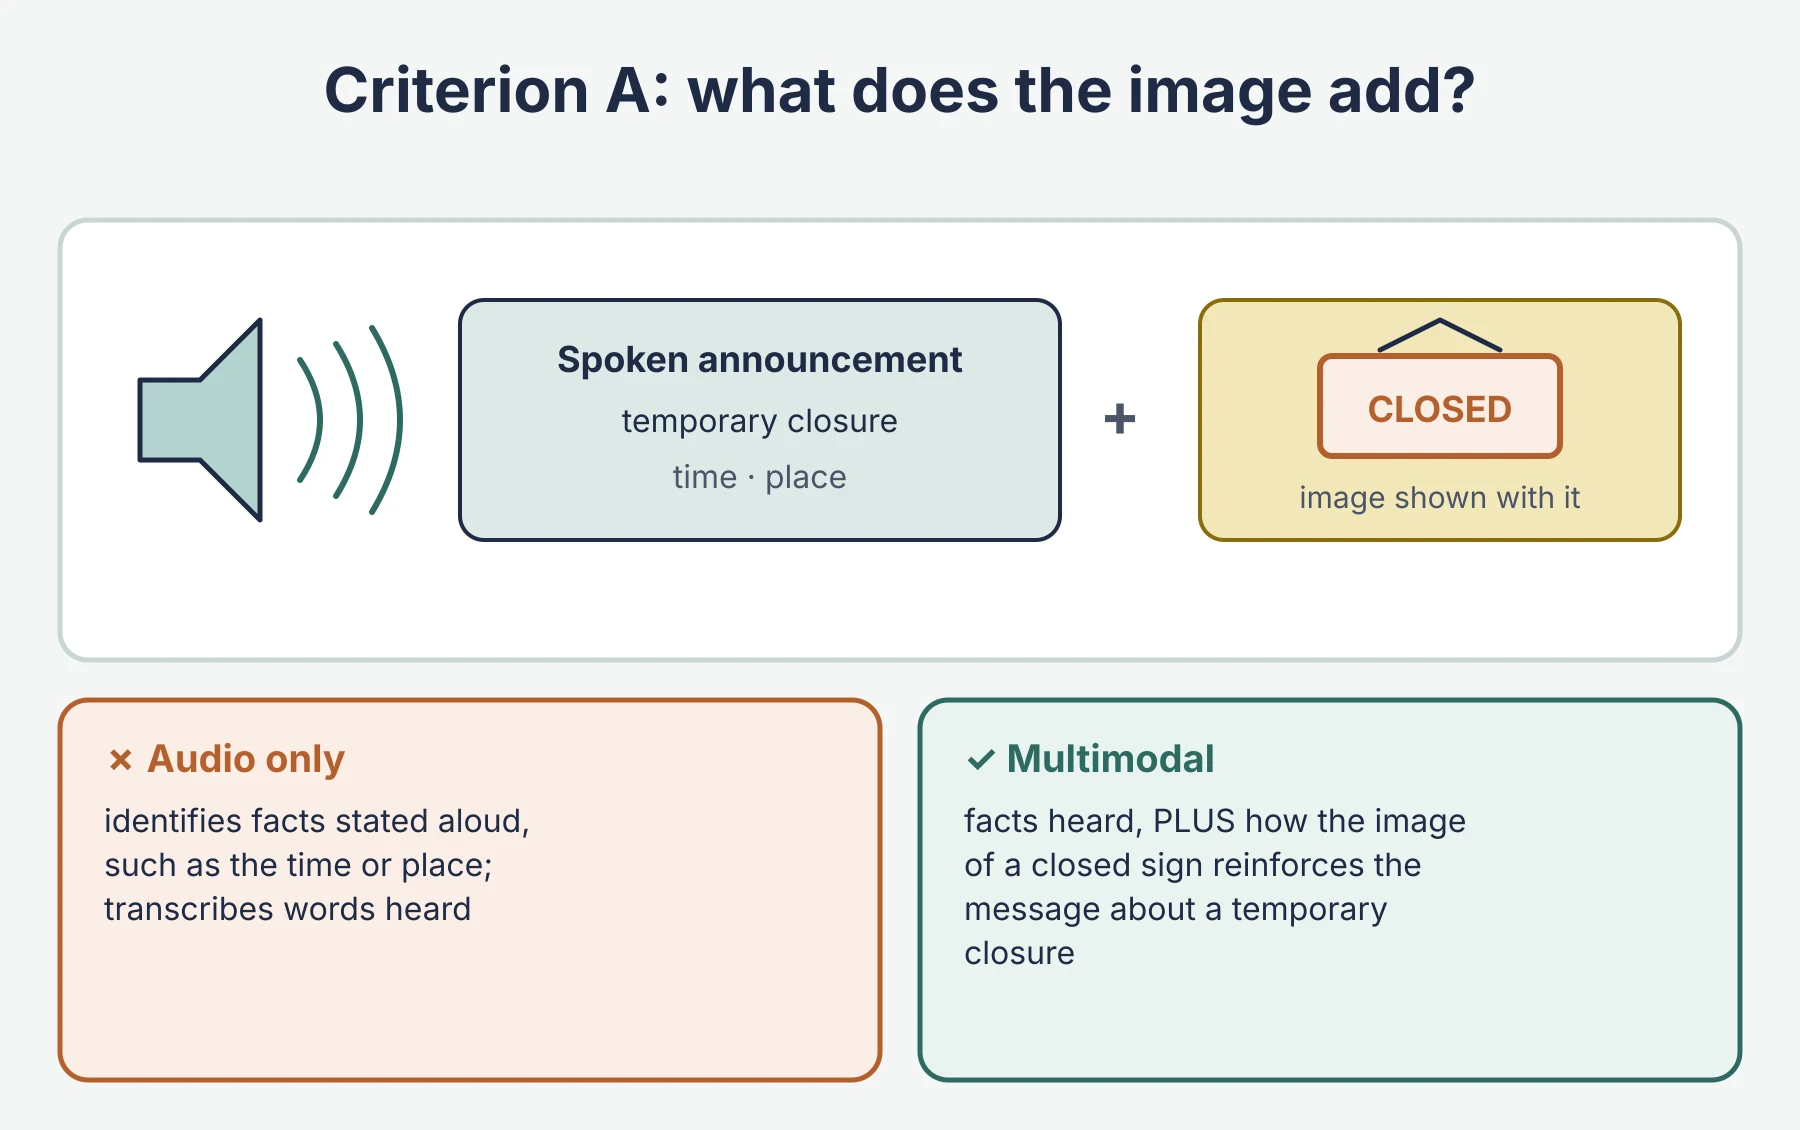 Criterion A: what does the image add?
Spoken announcement
temporary closure
time · place
+
CLOSED
image shown with it
× Audio only
identifies facts stated aloud,
such as the time or place;
transcribes words heard
✓ Multimodal
facts heard, PLUS how the image
of a closed sign reinforces the
message about a temporary
closure